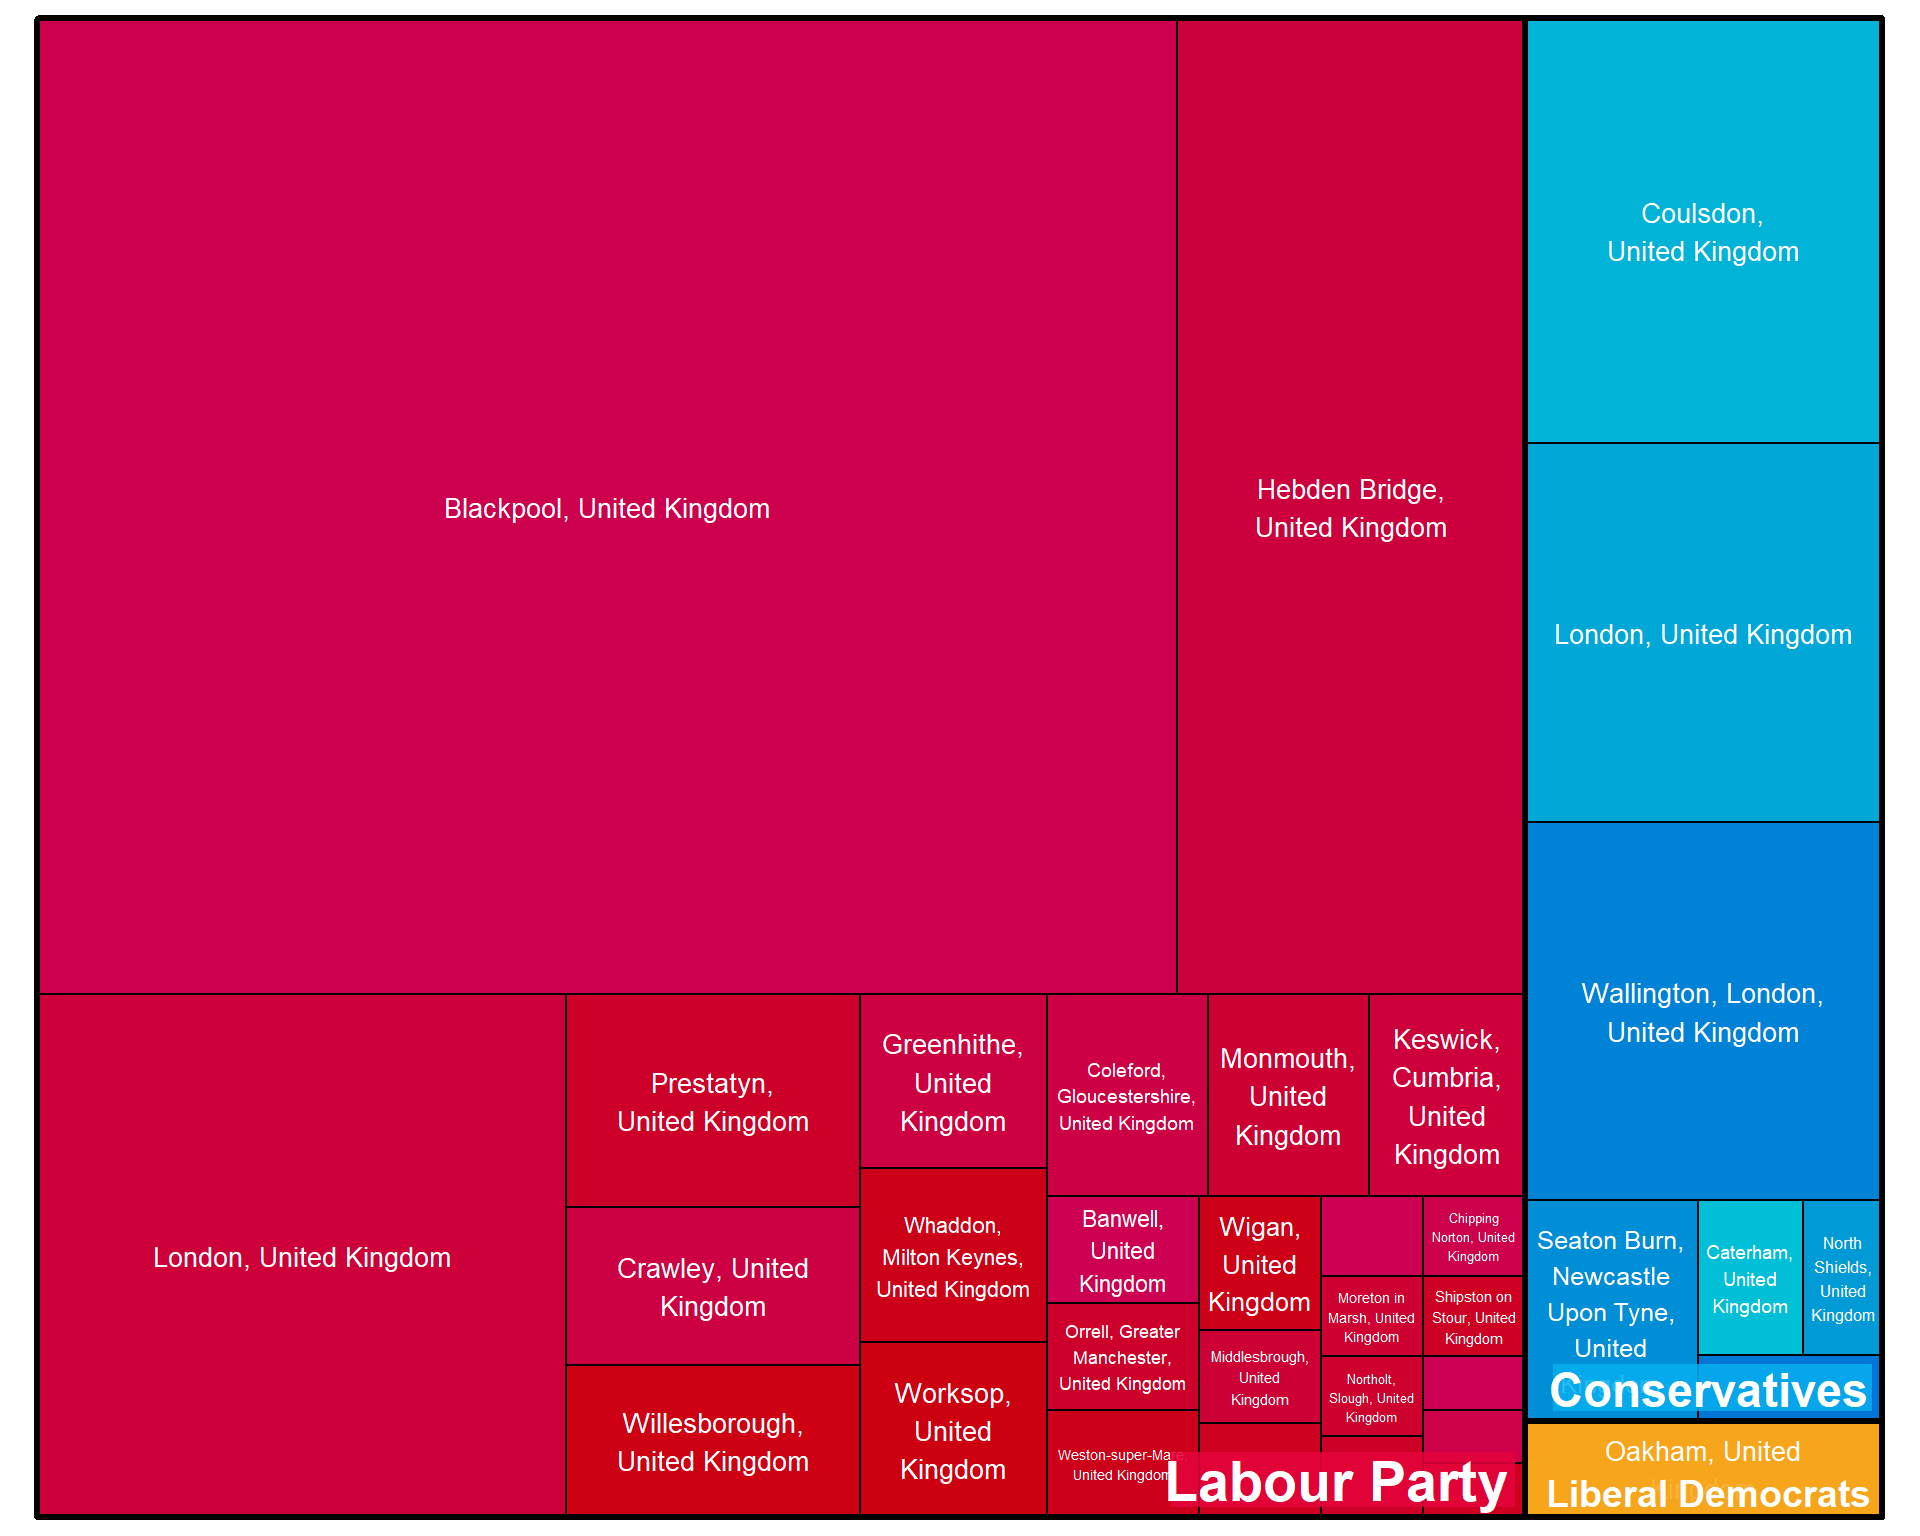 Blackpool, United Kingdom
Hebden Bridge,
United Kingdom
London, United Kingdom
Prestatyn,
United Kingdom
Crawley, United
Kingdom
Willesborough,
United Kingdom
Greenhithe,
United
Kingdom
Whaddon,
Milton Keynes,
United Kingdom
Worksop,
United
Kingdom
Coleford,
Gloucestershire,
United Kingdom
Monmouth,
United
Kingdom
Keswick,
Cumbria,
United
Kingdom
Banwell,
United
Kingdom
Orrell, Greater
Manchester,
United Kingdom
Weston-super-Mare,
United Kingdom
Wigan,
United
Kingdom
Middlesbrough,
United
Kingdom
Moreton in
Marsh, United
Kingdom
Northolt,
Slough, United
Kingdom
Chipping
Norton, United
Kingdom
Shipston on
Stour, United
Kingdom
Labour Party
Coulsdon,
United Kingdom
London, United Kingdom
Wallington, London,
United Kingdom
Seaton Burn,
Newcastle
Upon Tyne,
United
Caterham,
United
Kingdom
North
Shields,
United
Kingdom
Conservatives
Oakham, United
Liberal Democrats